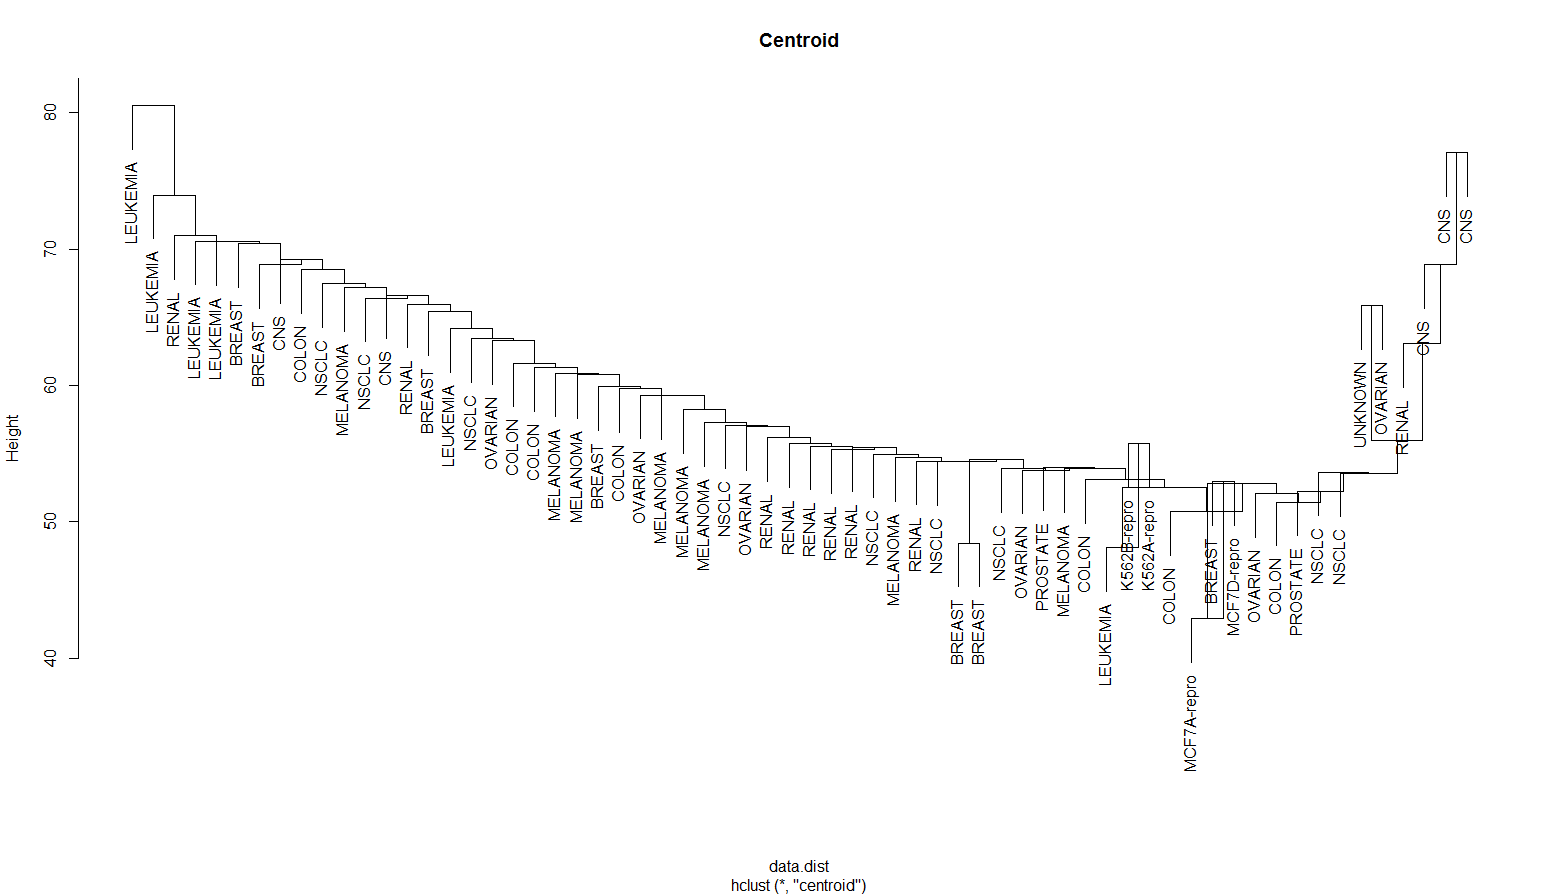 Centroid
Height
80
70
60
50
40
LEUKEMIA
LEUKEMIA
RENAL
LEUKEMIA
LEUKEMIA
BREAST
BREAST
CNS
COLON
NSCLC
MELANOMA
NSCLC
CNS
RENAL
BREAST
LEUKEMIA
NSCLC
OVARIAN
COLON
COLON
MELANOMA
MELANOMA
BREAST
COLON
OVARIAN
MELANOMA
MELANOMA
MELANOMA
NSCLC
OVARIAN
RENAL
RENAL
RENAL
RENAL
RENAL
NSCLC
MELANOMA
RENAL
NSCLC
BREAST
BREAST
NSCLC
OVARIAN
PROSTATE
MELANOMA
COLON
LEUKEMIA
K562B-repro
K562A-repro
COLON
MCF7A-repro
BREAST
MCF7D-repro
OVARIAN
COLON
PROSTATE
NSCLC
NSCLC
UNKNOWN
OVARIAN
RENAL
CNS
CNS
CNS
data.dist
hclust (*, "centroid")